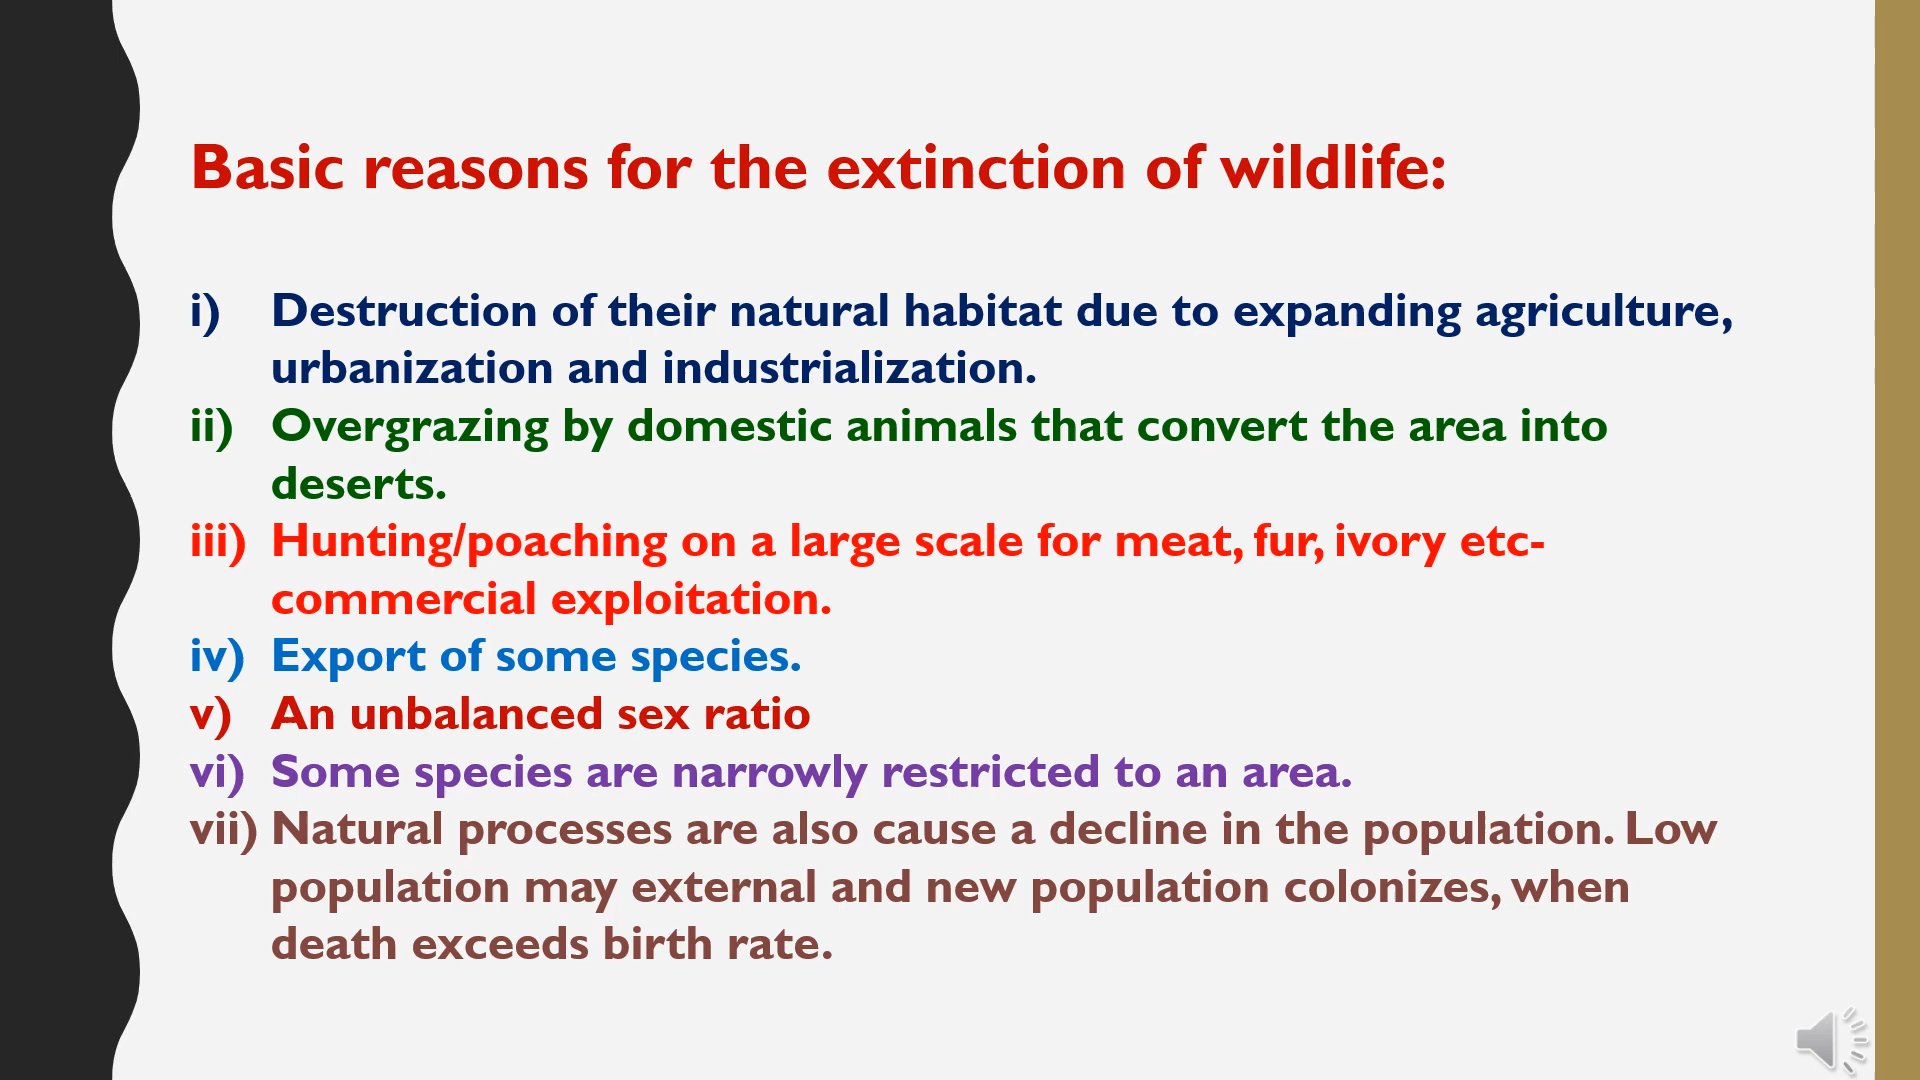 Basic reasons for the extinction of wildlife:
i) Destruction of their natural habitat due to expanding agriculture,
urbanization and industrialization.
ii) Overgrazing by domestic animals that convert the area into
deserts.
iii) Hunting/poaching on a large scale for meat, fur, ivory etc-
commercial exploitation.
iv) Export of some species.
v) An unbalanced sex ratio
vi) Some species are narrowly restricted to an area.
vii) Natural processes are also cause a decline in the population. Low
population may external and new population colonizes, when
death exceeds birth rate.